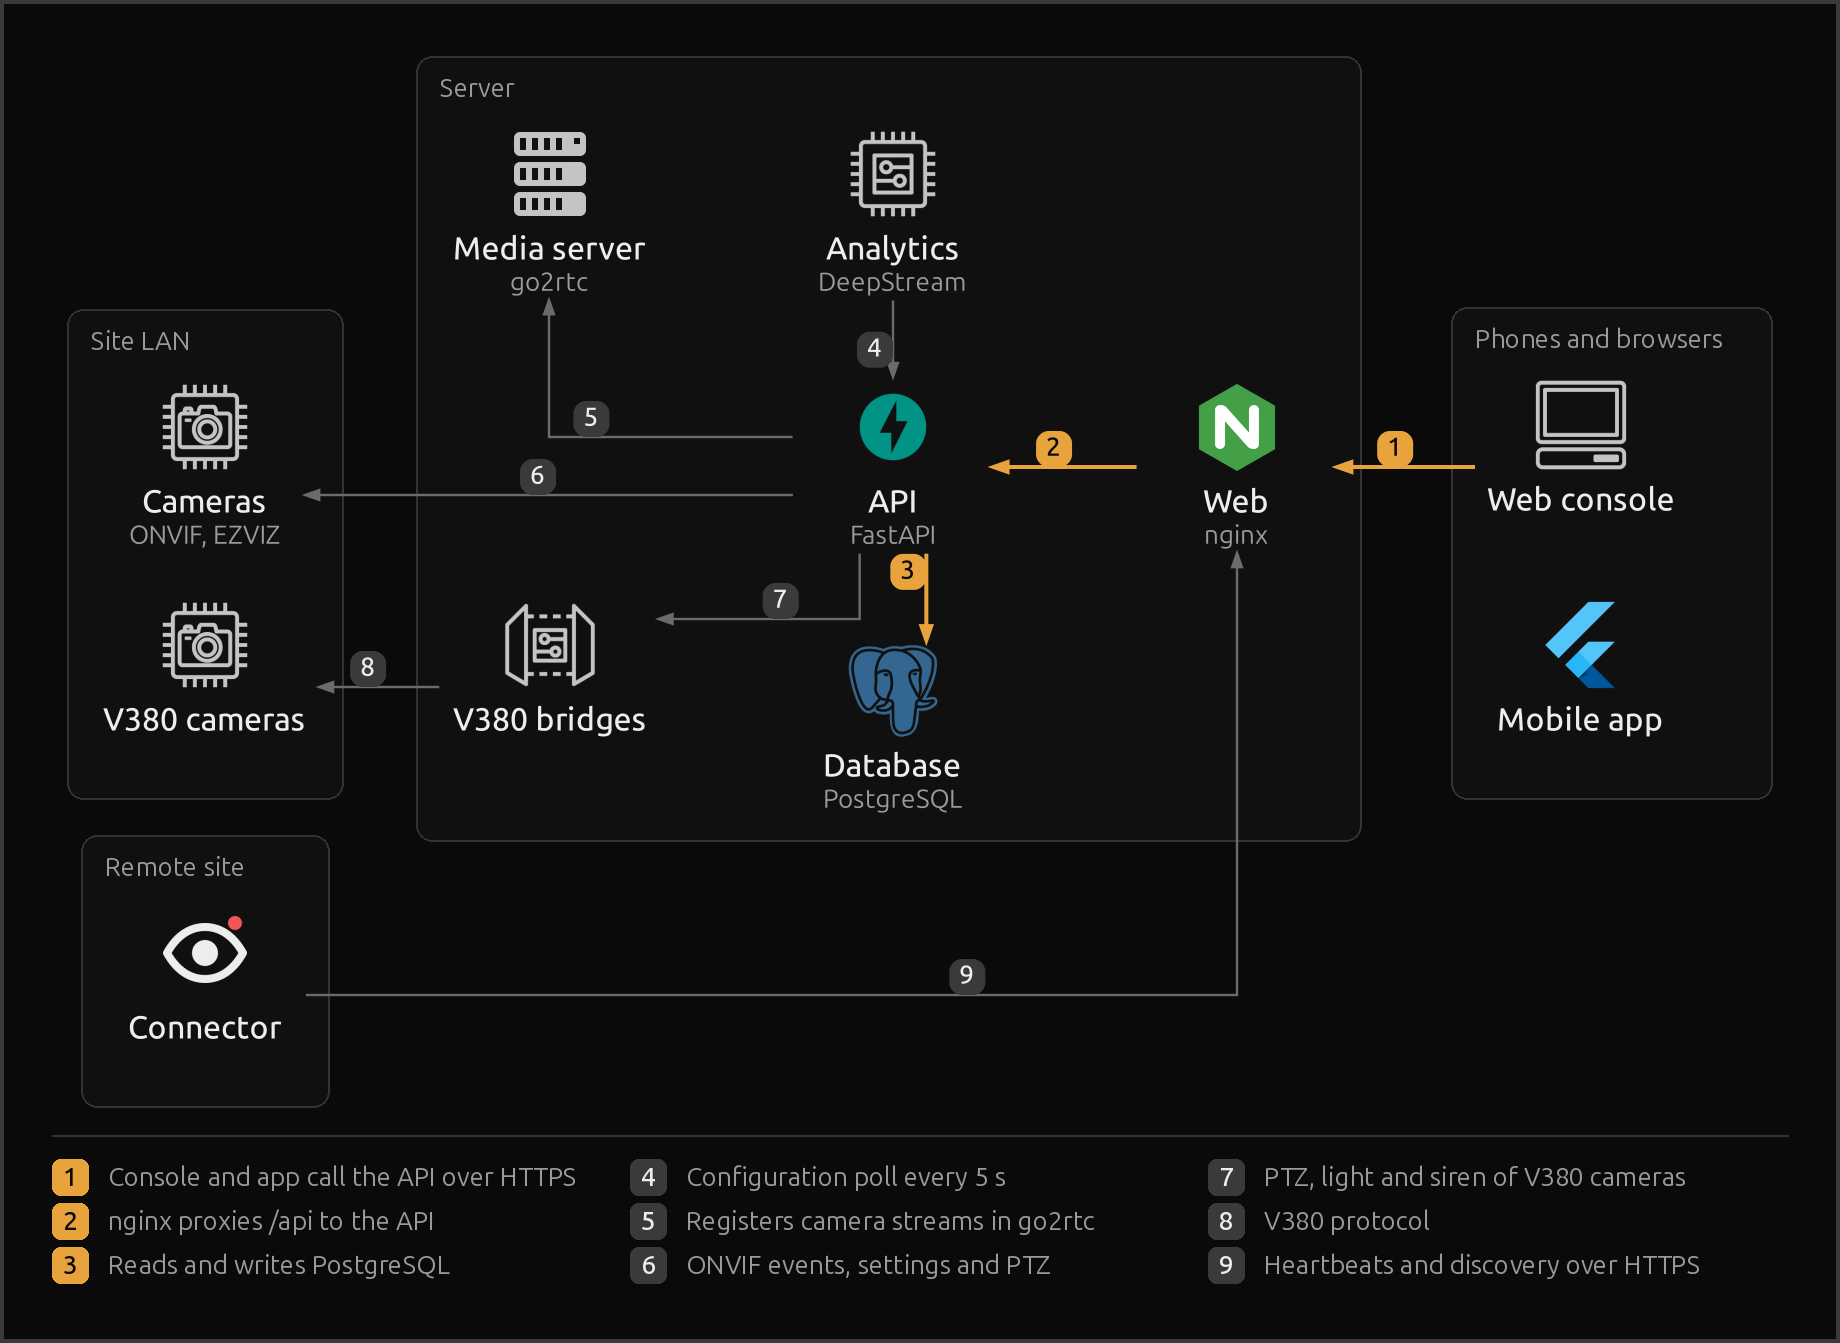 Server
Media server
go2rtc
Analytics
DeepStream
Site LAN
Phones and browsers
4
5
6
2
1
Cameras
ONVIF, EZVIZ
API
FastAPI
Web
nginx
Web console
3
7
8
V380 cameras
V380 bridges
Mobile app
Database
PostgreSQL
Remote site
9
Connector
1 Console and app call the API over HTTPS
2 nginx proxies /api to the API
3 Reads and writes PostgreSQL
4 Configuration poll every 5 s
5 Registers camera streams in go2rtc
6 ONVIF events, settings and PTZ
7 PTZ, light and siren of V380 cameras
8 V380 protocol
9 Heartbeats and discovery over HTTPS